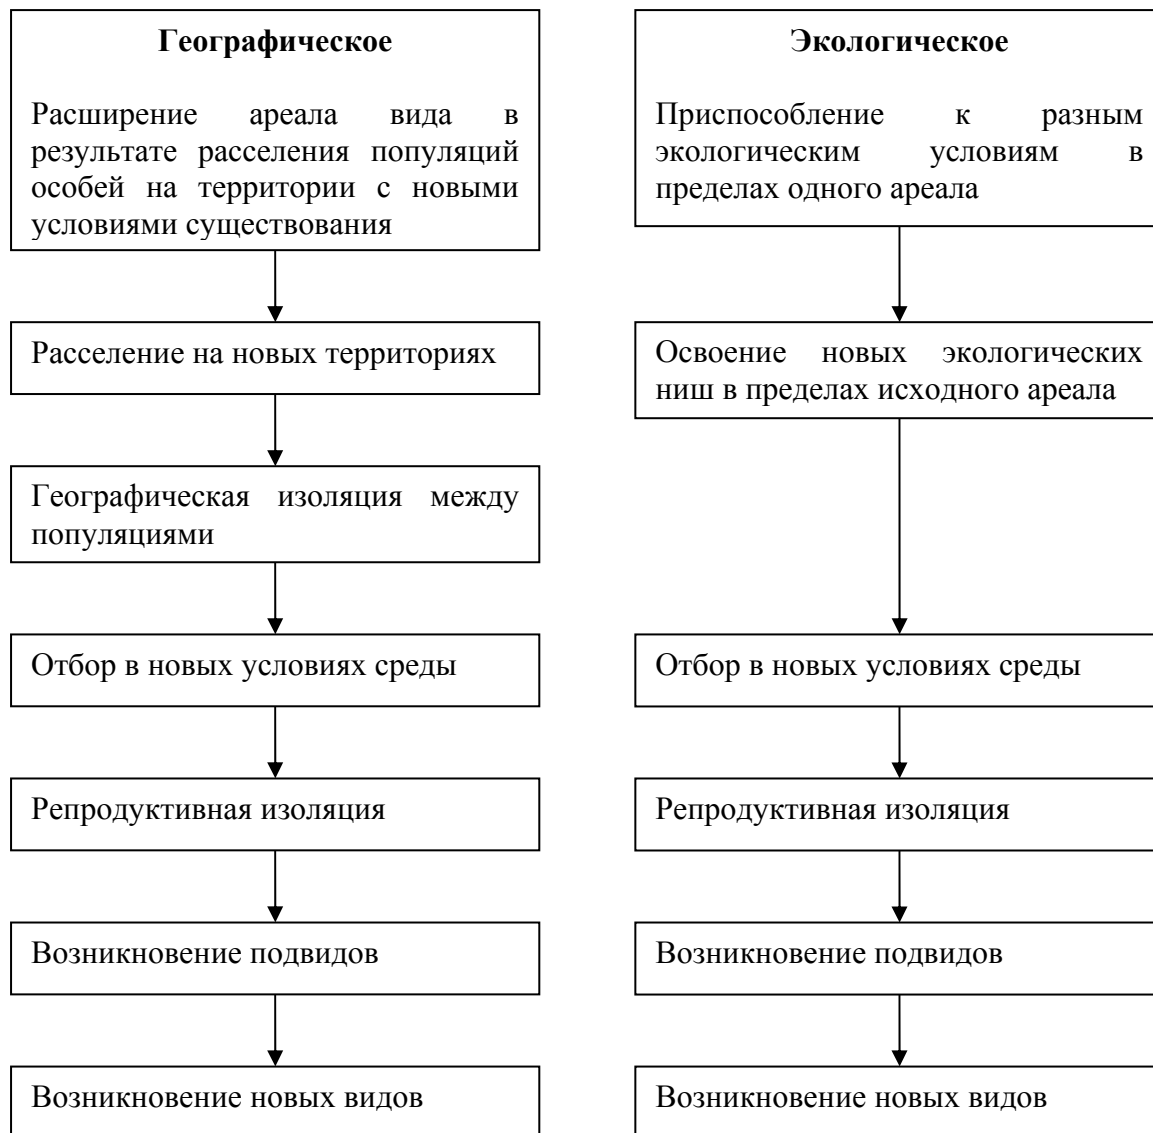 Географическое
Расширение ареала вида в
результате расселения популяций
особей на территории с новыми
условиями существования
Расселение на новых территориях
Географическая изоляция между
популяциями
Отбор в новых условиях среды
Репродуктивная изоляция
Возникновение подвидов
Возникновение новых видов
Экологическое
Приспособление к разным
экологическим условиям в
пределах одного ареала
Освоение новых экологических
ниш в пределах исходного ареала
Отбор в новых условиях среды
Репродуктивная изоляция
Возникновение подвидов
Возникновение новых видов